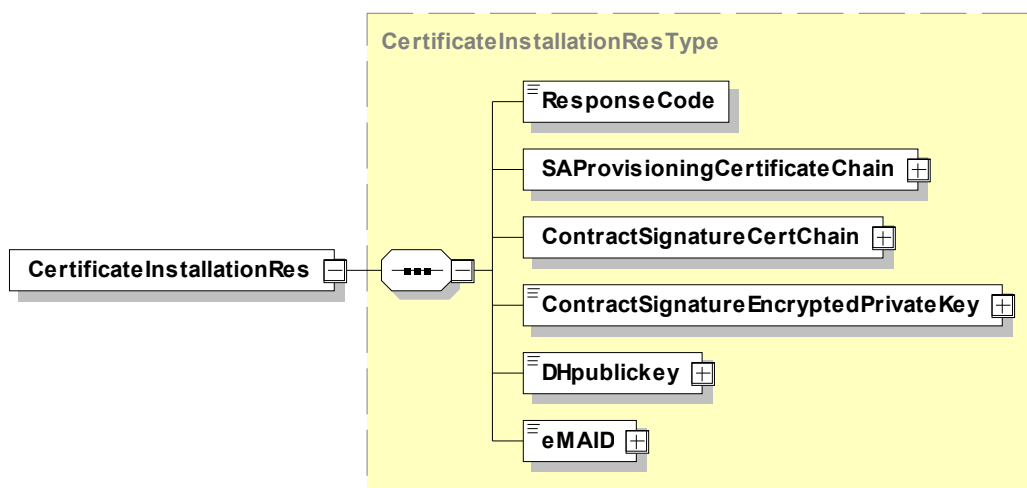 CertificateInstallationResType
ResponseCode
SAProvisioningCertificateChain
ContractSignatureCertChain
CertificateInstallationRes
ContractSignatureEncryptedPrivateKey
DHpublickey
eMAID